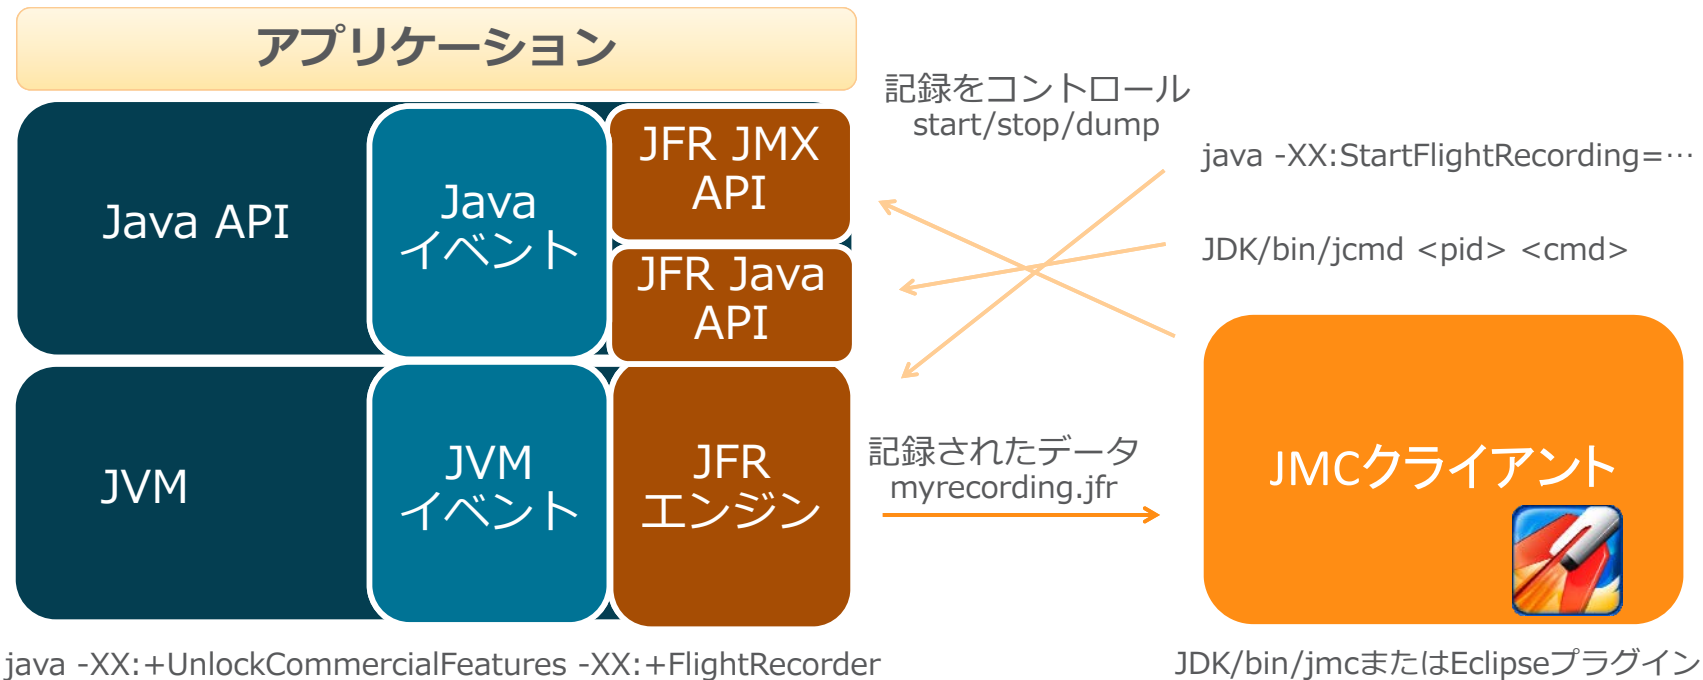 アプリケーション
Java API
Java
イベント
JFR JMX
API
JFR Java
API
JVM
JVM
イベント
JFR
エンジン
java -XX:+UnlockCommercialFeatures -XX:+FlightRecorder
記録をコントロール
start/stop/dump
java -XX:StartFlightRecording=…
JDK/bin/jcmd <pid> <cmd>
記録されたデータ
myrecording.jfr
JMCクライアント
JDK/bin/jmcまたはEclipseプラグイン